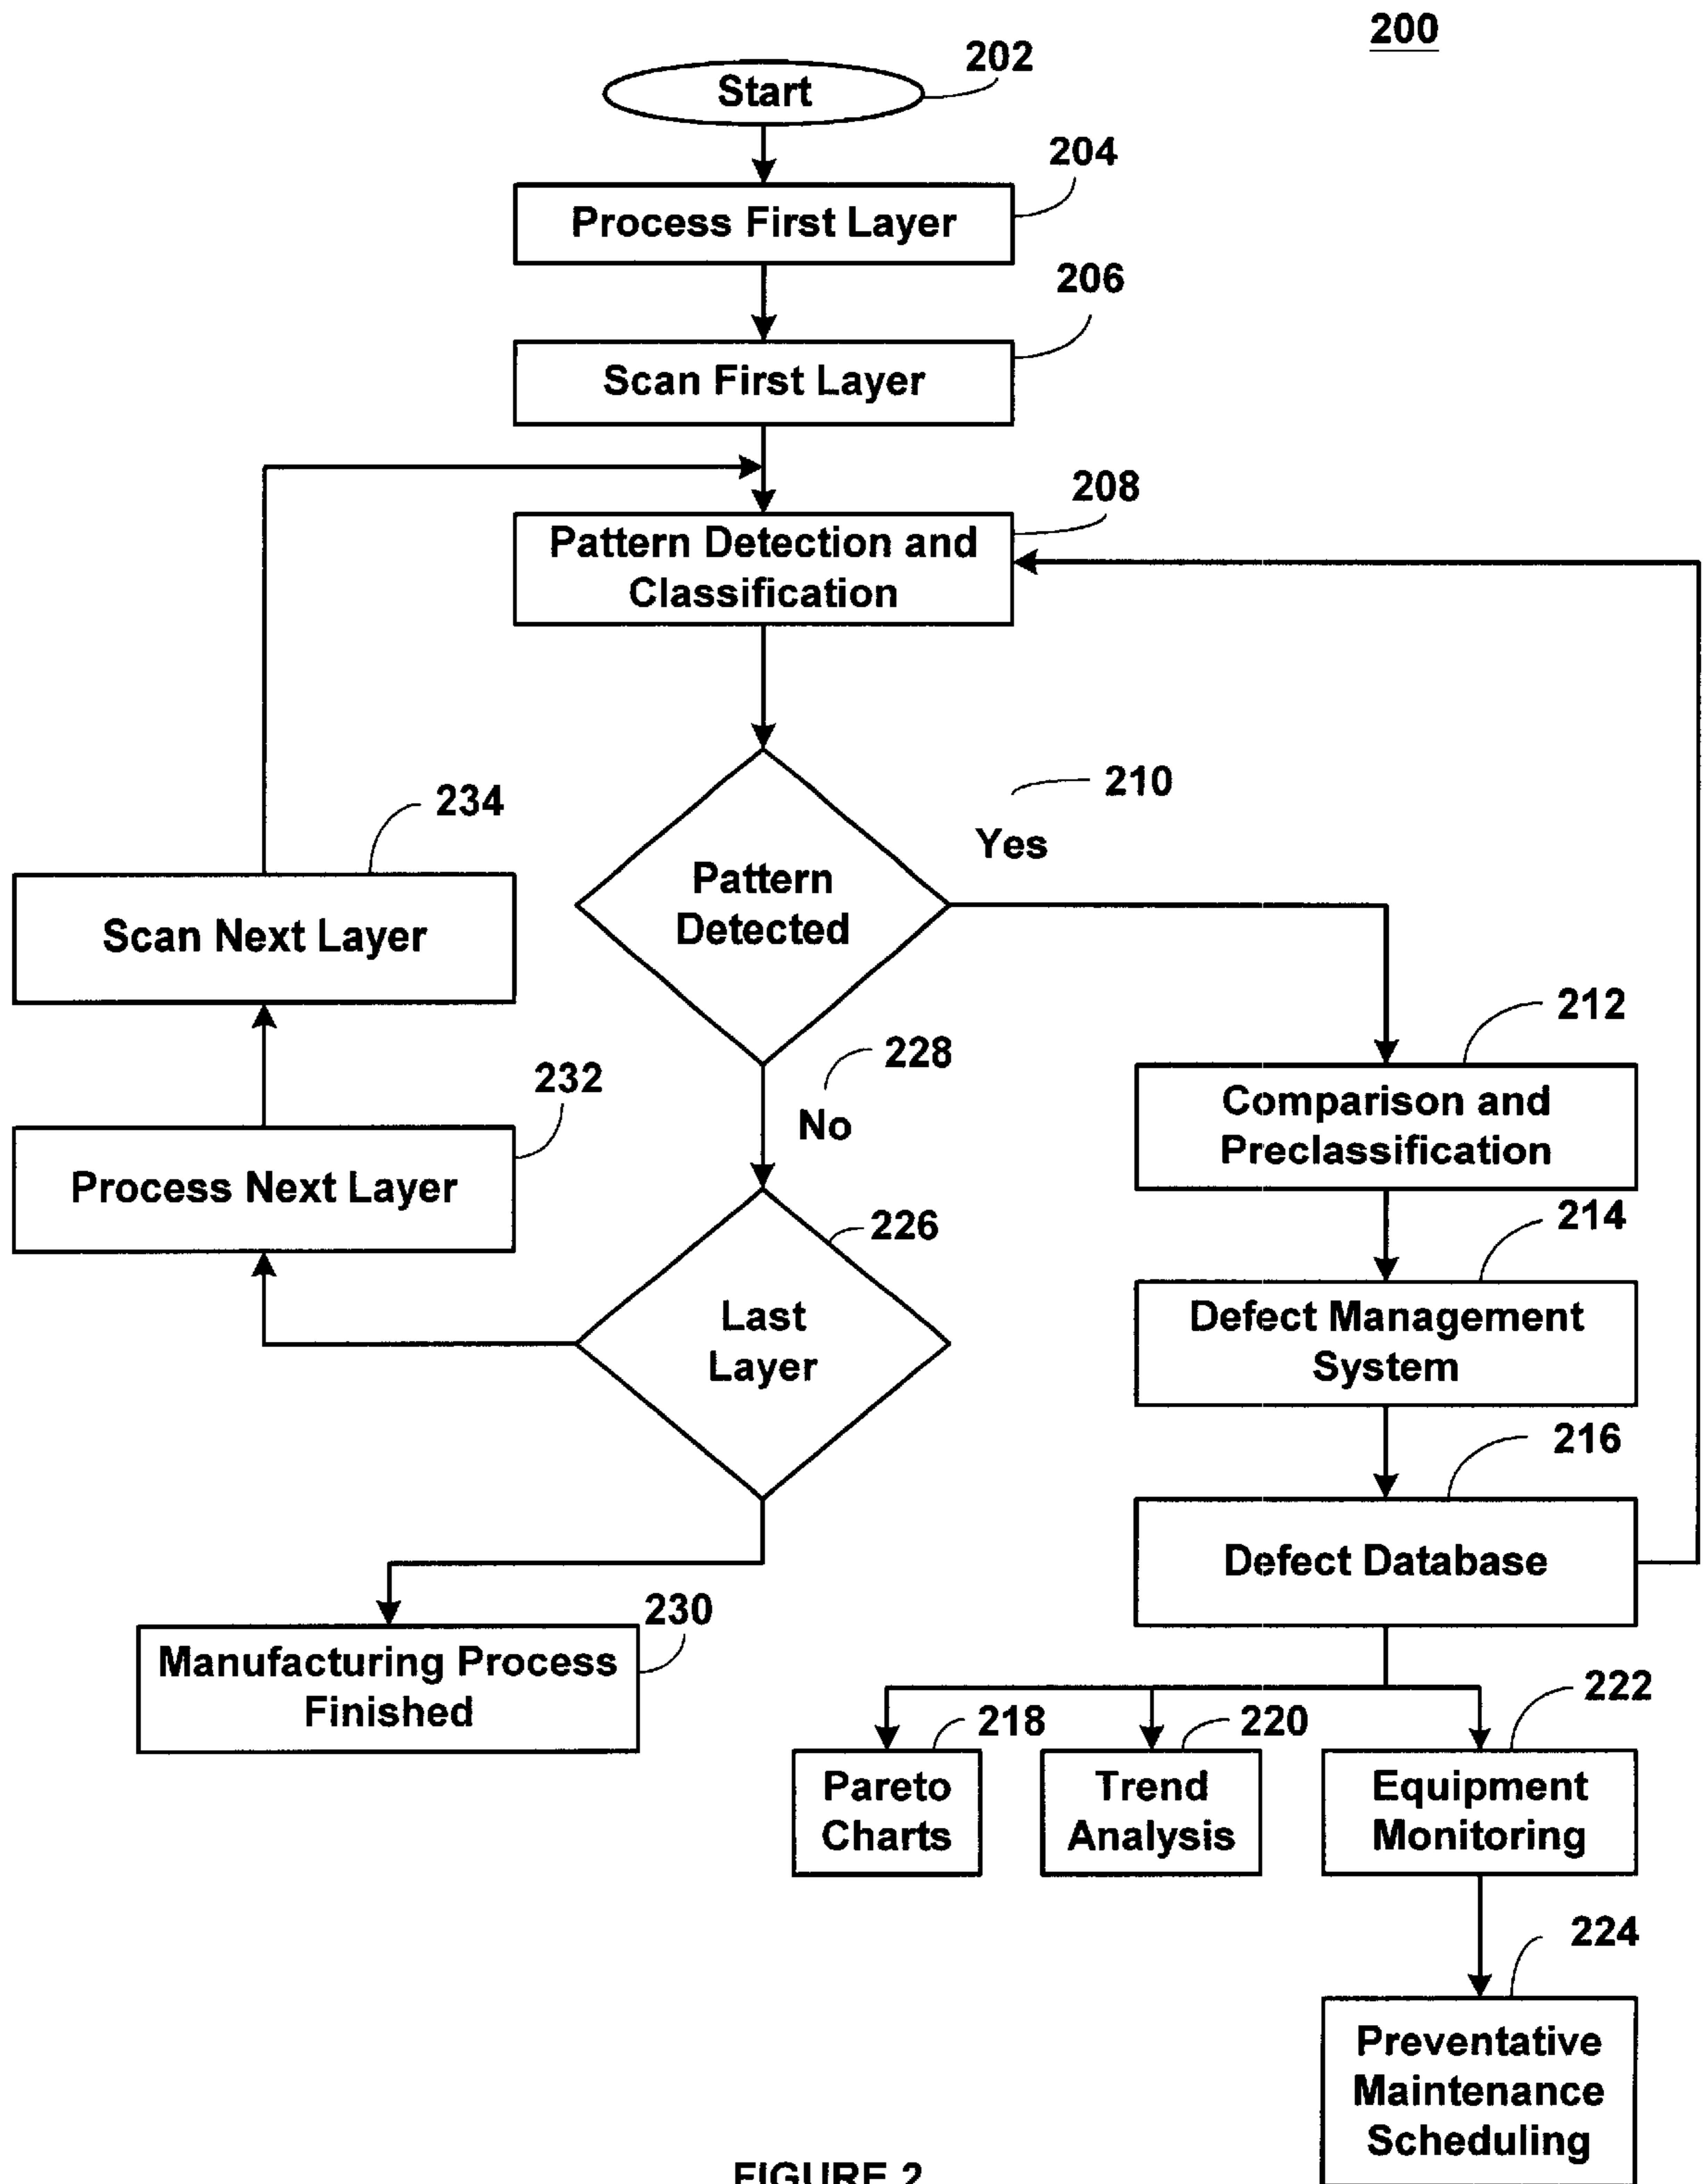 200
202
Start
204
Process First Layer
206
Scan First Layer
208
Pattern Detection and
Classification
210
Yes
234
Pattern
Detected
Scan Next Layer
212
228
232
No
Comparison and
Preclassification
Process Next Layer
214
226
Last
Layer
Defect Management
System
216
Defect Database
230
Manufacturing Process
Finished
222
218
220
Pareto
Charts
Trend
Analysis
Equipment
Monitoring
224
Preventative
Maintenance
Scheduling
FIGURE 2